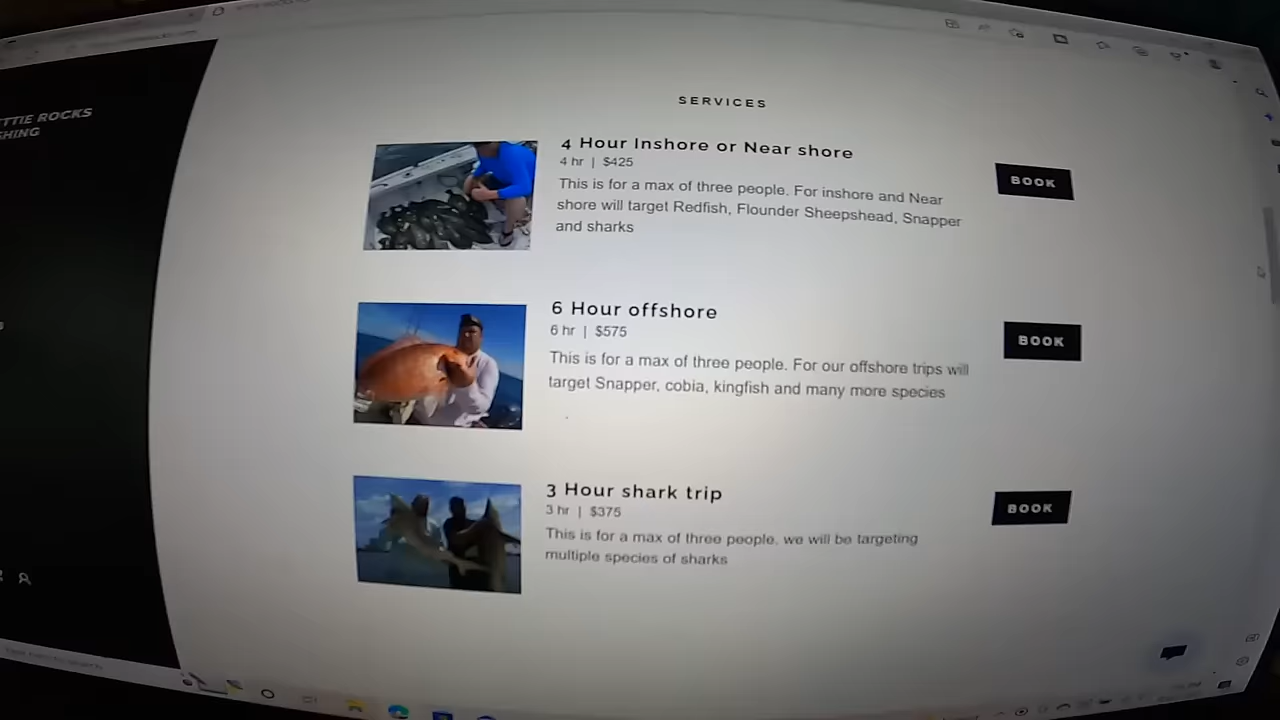 TTIE ROCKS
SHING
SERVICES
4 Hour Inshore or Near shore
4 hr | $425
This is for a max of three people. For inshore and Near
shore will target Redfish, Flounder Sheepshead, Snapper
and sharks
BOOK
6 Hour offshore
6 hr | $575
This is for a max of three people. For our offshore trips will
target Snapper, cobia, kingfish and many more species
.
BOOK
3 Hour shark trip
3 hr | $375
This is for a max of three people, we will be targeting
multiple species of sharks
BOOK